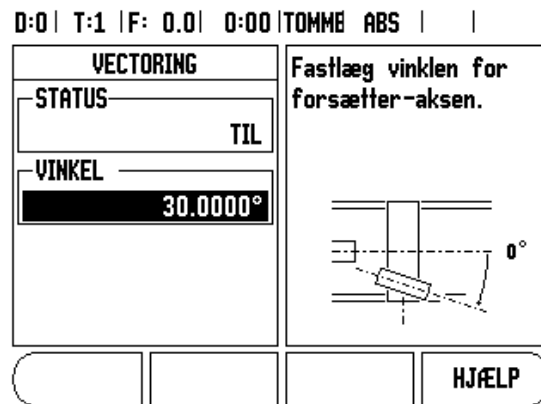 D:0 | T:1 | F: 0.0 | 0:00 | TOMME ABS | |
VECTORING
STATUS
TIL
VINKEL
30.0000°
Fastlæg vinklen for
forsætter-aksen.
0°
HJÆLP